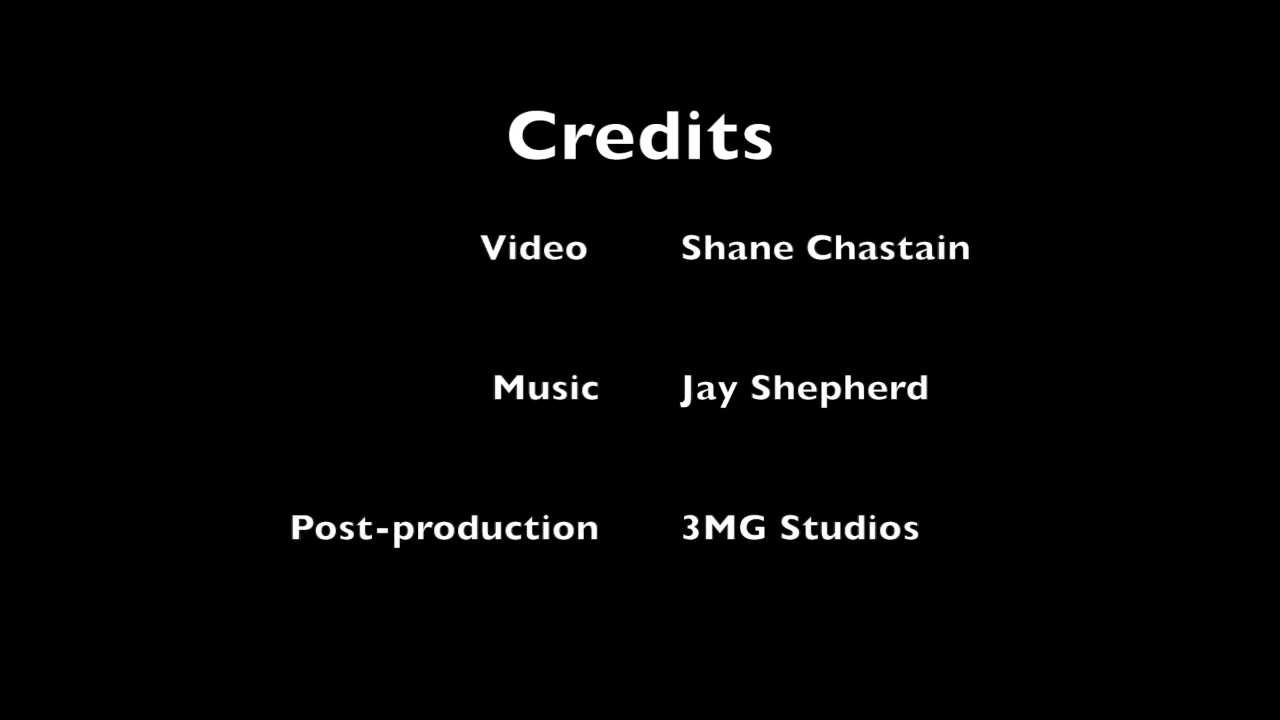 Credits
Video Shane Chastain
Music Jay Shepherd
Post-production 3MG Studios